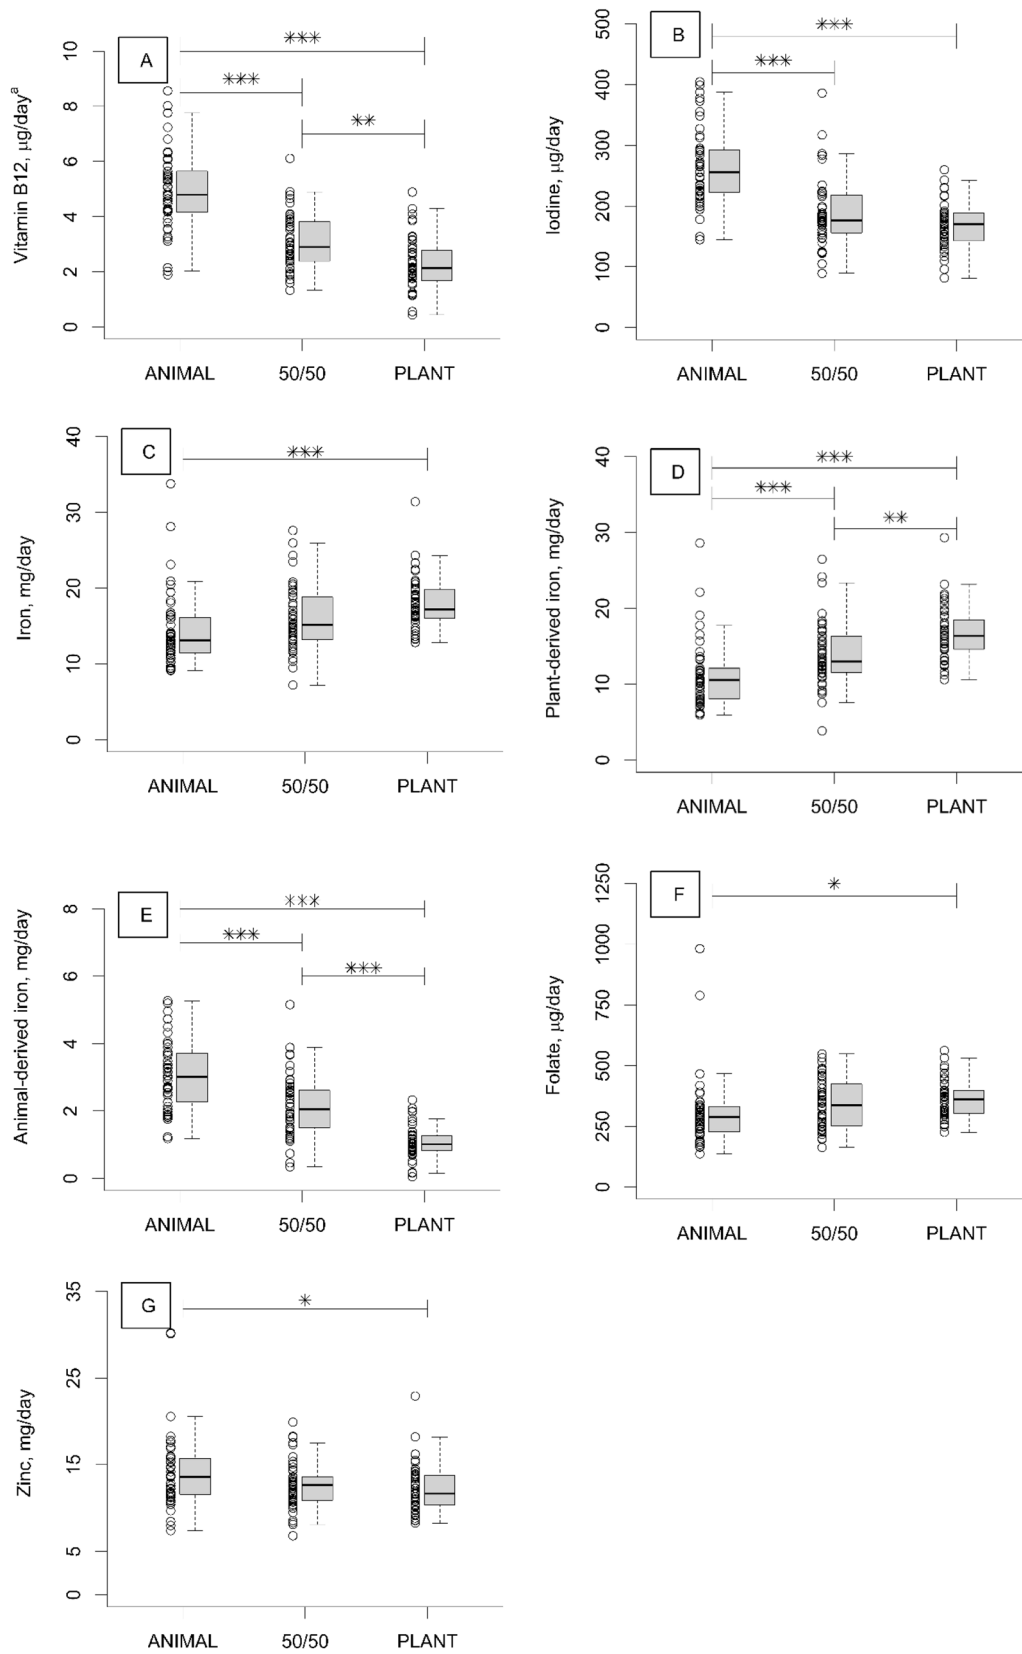 A
Vitamin B12, µg/dayᵃ
10
8
6
4
2
0
***
***
**
ANIMAL 50/50 PLANT
B
Iodine, µg/day
500
400
300
200
100
0
***
***
ANIMAL 50/50 PLANT
C
Iron, mg/day
40
30
20
10
0
***
ANIMAL 50/50 PLANT
D
Plant-derived iron, mg/day
40
30
20
10
0
***
***
**
ANIMAL 50/50 PLANT
E
Animal-derived iron, mg/day
8
6
4
2
0
***
***
***
ANIMAL 50/50 PLANT
F
Folate, µg/day
1250
1000
750
500
250
0
*
ANIMAL 50/50 PLANT
G
Zinc, mg/day
35
25
15
5
0
*
ANIMAL 50/50 PLANT